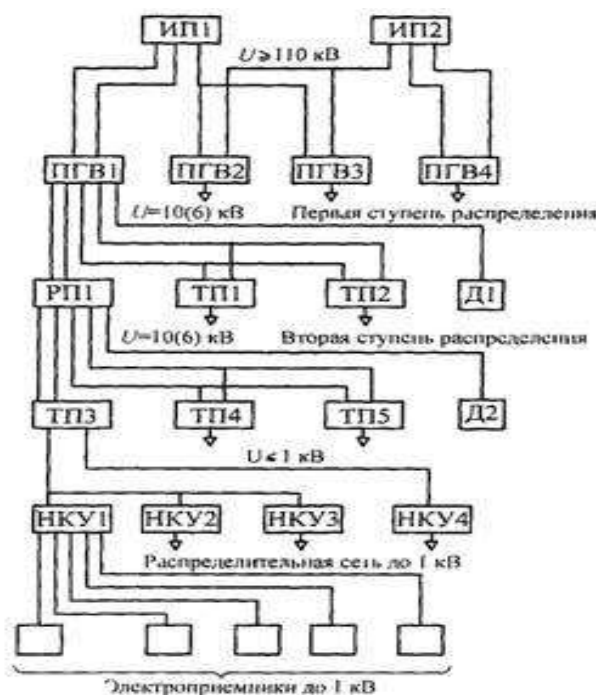 ИП1 ИП2
U⩾110 кВ
ПГВ1 ПГВ2 ПГВ3 ПГВ4
U=10(6) кВ Первая ступень распределения
РП1 ТП1 ТП2 Д1
U=10(6) кВ Вторая ступень распределения
ТП3 ТП4 ТП5 Д2
U< 1 кВ
НКУ1 НКУ2 НКУ3 НКУ4
Распределительная сеть до 1 кВ
Электроприемники до 1 кВ